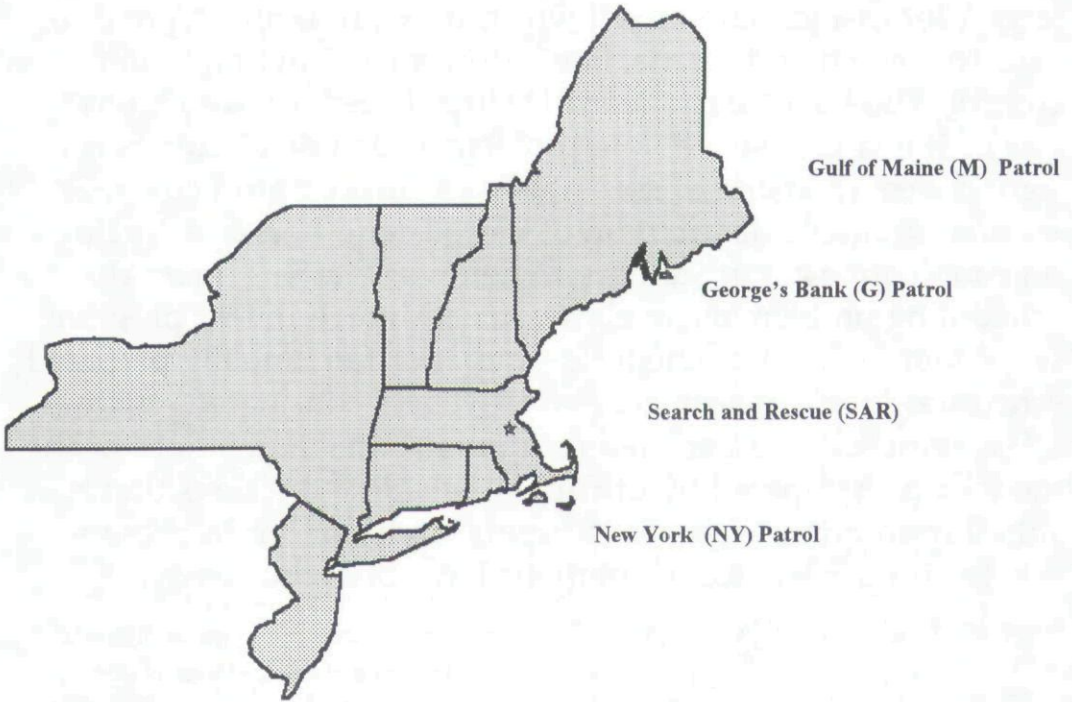 Gulf of Maine (M) Patrol
George's Bank (G) Patrol
Search and Rescue (SAR)
New York (NY) Patrol